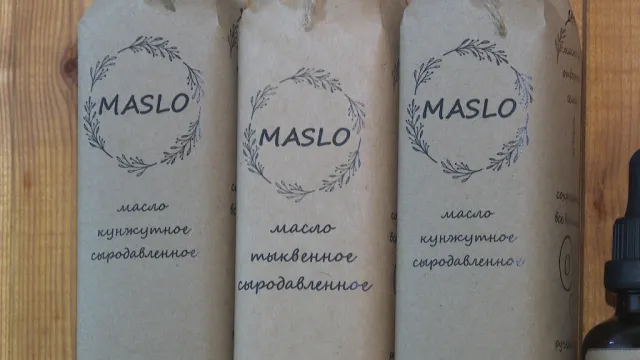 MASLO
масло
кунжутное
сыродавленное
MASLO
масло
тыквенное
сыродавленное
MASLO
масло
кунжутное
сыродавленное